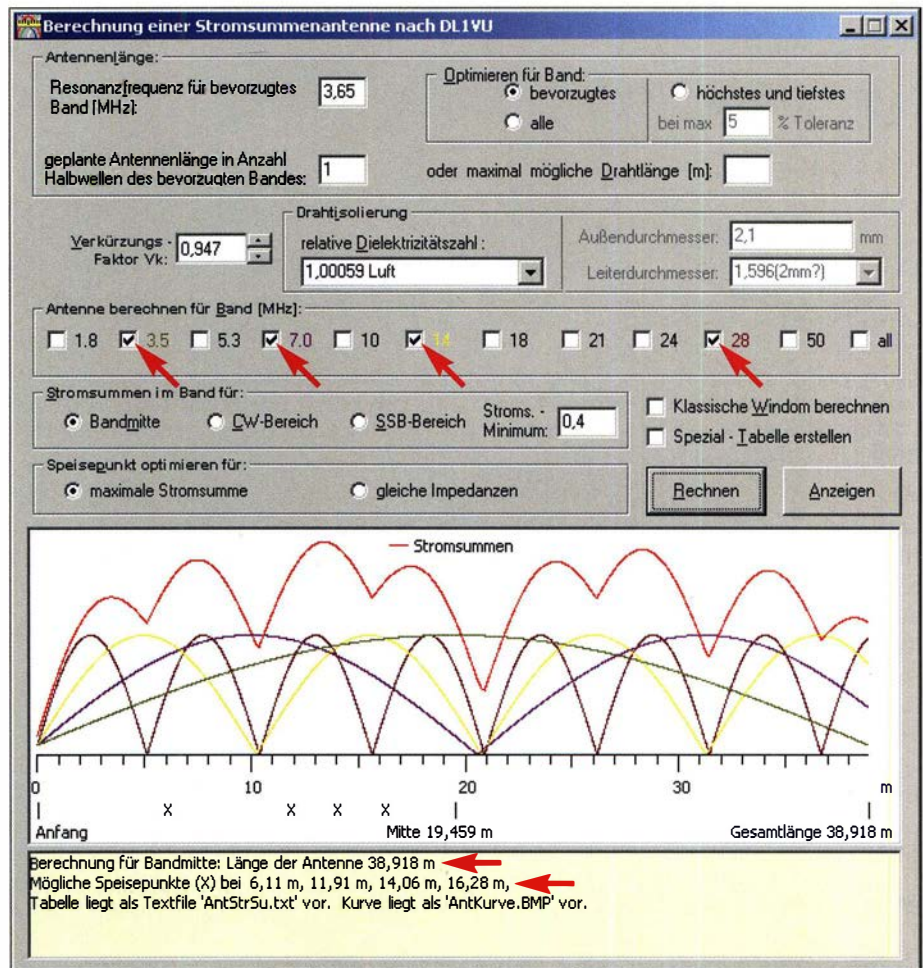 Berechnung einer Stromsummenantenne nach DL1VU
Antennenlänge:
Resonanzfrequenz für bevorzugtes
Band [MHz]:
3,65
Optimieren für Band:
bevorzugtes
höchstes und tiefstes
alle
bei max 5 % Toleranz
geplante Antennenlänge in Anzahl
Halbwellen des bevorzugten Bandes:
1
oder maximal mögliche Drahtlänge [m]:
Verkürzungs -
Faktor Vk:
0,947
Drahtisolierung
relative Dielektrizitätszahl :
1,00059 Luft
Außendurchmesser: 2,1 mm
Leiterdurchmesser: 1,596(2mm?)
Antenne berechnen für Band [MHz]:
1.8 3.5 5.3 7.0 10 14 18 21 24 28 50 all
Stromsummen im Band für:
Bandmitte CW-Bereich SSB-Bereich
Stroms. -
Minimum: 0,4
Klassische Windom berechnen
Spezial - Tabelle erstellen
Speisepunkt optimieren für:
maximale Stromsumme gleiche Impedanzen
Rechnen Anzeigen
Stromsummen
0 10 20 30 m
X X X X
Anfang Mitte 19,459 m Gesamtlänge 38,918 m
Berechnung für Bandmitte: Länge der Antenne 38,918 m
Mögliche Speisepunkte (X) bei 6,11 m, 11,91 m, 14,06 m, 16,28 m,
Tabelle liegt als Textfile 'AntStrSu.txt' vor. Kurve liegt als 'AntKurve.BMP' vor.